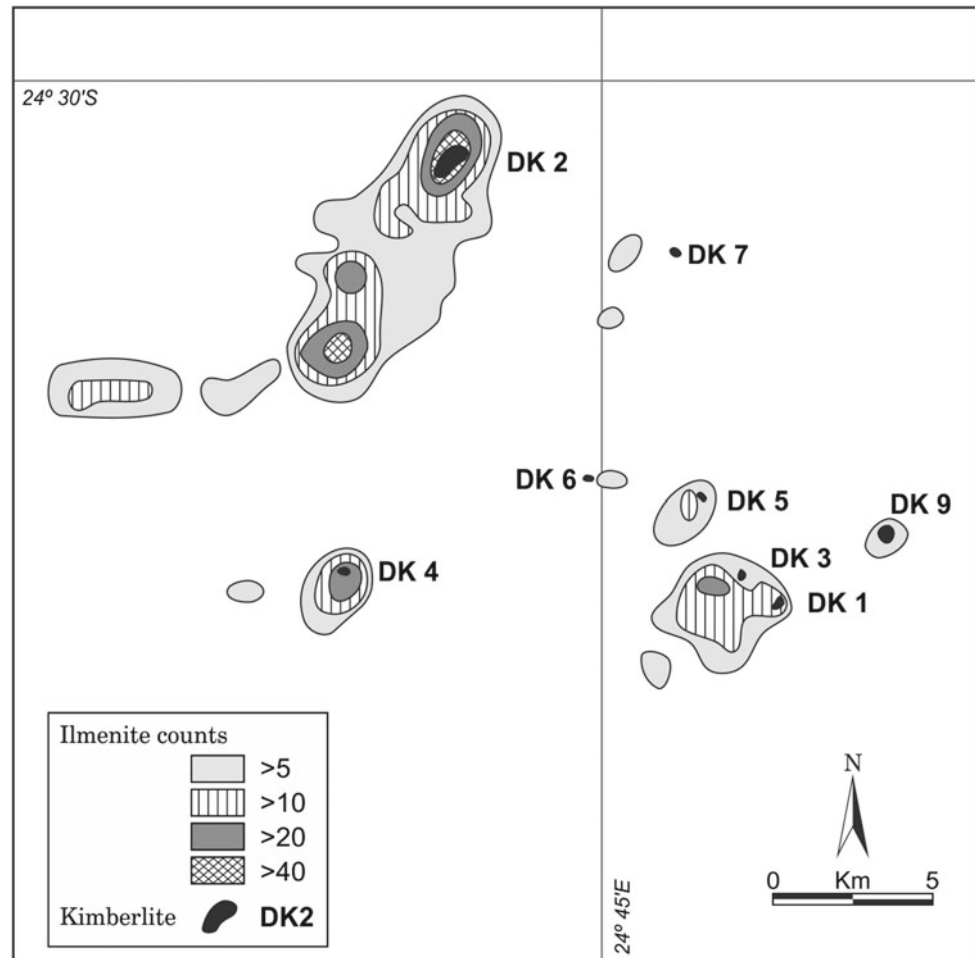 24º 30'S
DK 2
DK 7
DK 6
DK 5
DK 9
DK 3
DK 4
DK 1
Ilmenite counts
>5
>10
>20
>40
Kimberlite DK2
24º 45'E
N
0 Km 5